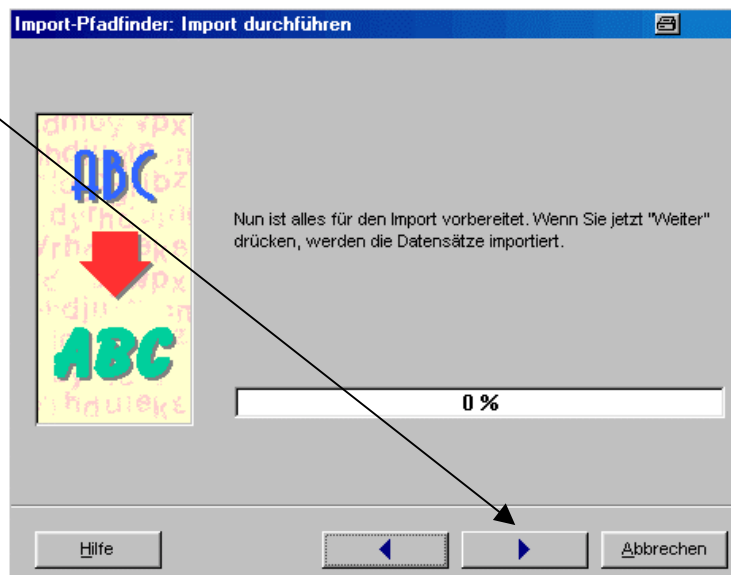 Import-Pfadfinder: Import durchführen
ABC
Nun ist alles für den Import vorbereitet. Wenn Sie jetzt "Weiter"
drücken, werden die Datensätze importiert.
ABC
0 %
Hilfe
Abbrechen